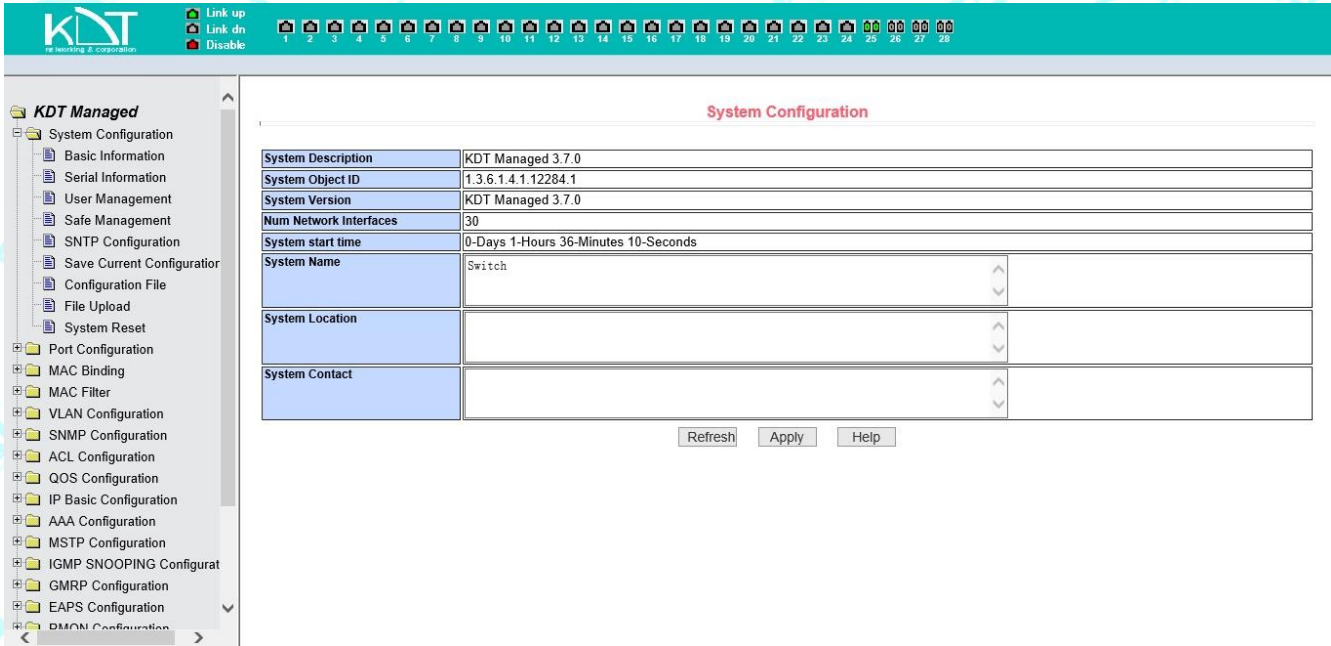 KDT
networking & corporation
Link up
Link dn
Disable
1 2 3 4 5 6 7 8 9 10 11 12 13 14 15 16 17 18 19 20 21 22 23 24 25 26 27 28
KDT Managed
System Configuration
Basic Information
Serial Information
User Management
Safe Management
SNTP Configuration
Save Current Configuration
Configuration File
File Upload
System Reset
Port Configuration
MAC Binding
MAC Filter
VLAN Configuration
SNMP Configuration
ACL Configuration
QOS Configuration
IP Basic Configuration
AAA Configuration
MSTP Configuration
IGMP SNOOPING Configurat
GMRP Configuration
EAPS Configuration
RMON Configuration
System Configuration
System Description KDT Managed 3.7.0
System Object ID 1.3.6.1.4.1.12284.1
System Version KDT Managed 3.7.0
Num Network Interfaces 30
System start time 0-Days 1-Hours 36-Minutes 10-Seconds
System Name Switch
System Location
System Contact
Refresh Apply Help